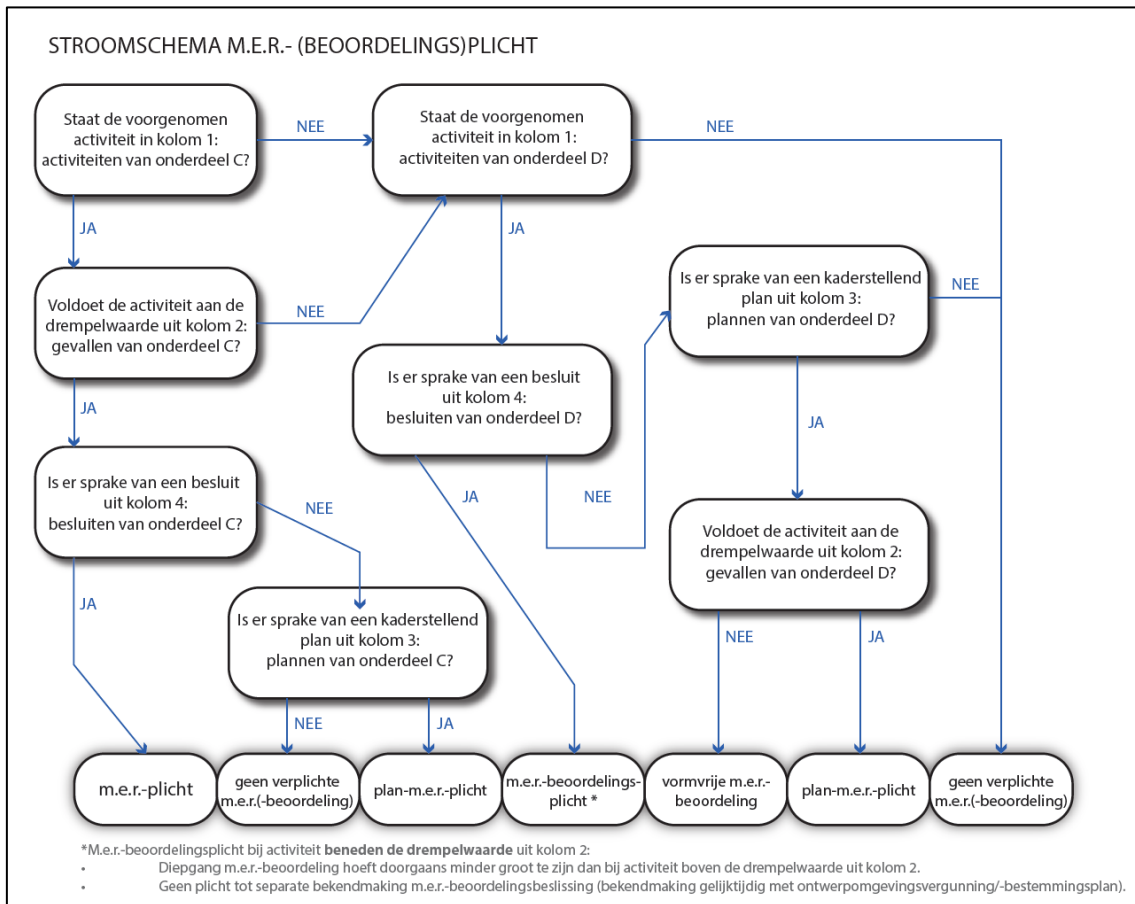 STROOMSCHEMA M.E.R.- (BEOORDELINGS)PLICHT
Staat de voorgenomen
activiteit in kolom 1:
activiteiten van onderdeel C?
NEE
Staat de voorgenomen
activiteit in kolom 1:
activiteiten van onderdeel D?
NEE
JA
JA
Voldoet de activiteit aan de
drempelwaarde uit kolom 2:
gevallen van onderdeel C?
NEE
Is er sprake van een kaderstellend
plan uit kolom 3:
plannen van onderdeel D?
NEE
Is er sprake van een besluit
uit kolom 4:
besluiten van onderdeel D?
JA
JA
Is er sprake van een besluit
uit kolom 4:
besluiten van onderdeel C?
NEE
JA
NEE
Voldoet de activiteit aan de
drempelwaarde uit kolom 2:
gevallen van onderdeel D?
JA
Is er sprake van een kaderstellend
plan uit kolom 3:
plannen van onderdeel C?
NEE
JA
NEE
JA
m.e.r.-plicht
geen verplichte
m.e.r.(-beoordeling)
plan-m.e.r.-plicht
m.e.r.-beoordelings-
plicht *
vormvrije m.e.r.-
beoordeling
plan-m.e.r.-plicht
geen verplichte
m.e.r.(-beoordeling)
*M.e.r.-beoordelingsplicht bij activiteit beneden de drempelwaarde uit kolom 2:
• Diepgang m.e.r.-beoordeling hoeft doorgaans minder groot te zijn dan bij activiteit boven de drempelwaarde uit kolom 2.
• Geen plicht tot separate bekendmaking m.e.r.-beoordelingsbeslissing (bekendmaking gelijktijdig met ontwerpomgevingsvergunning/-bestemmingsplan).